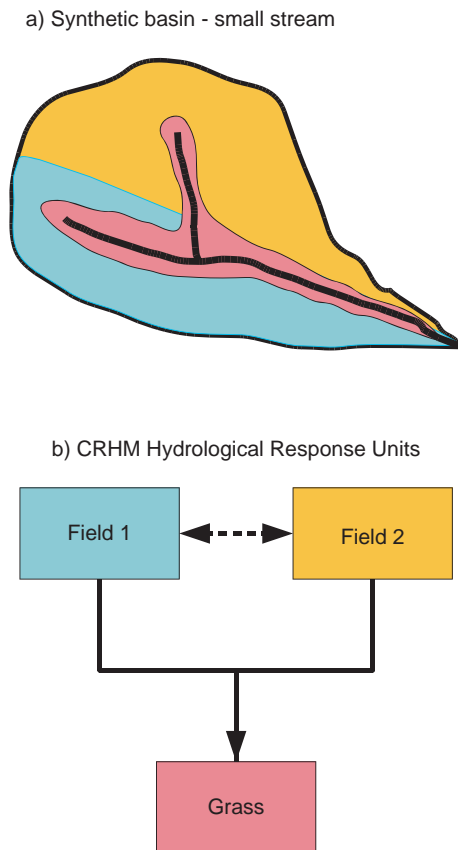 a) Synthetic basin - small stream
b) CRHM Hydrological Response Units
Field 1
Field 2
Grass